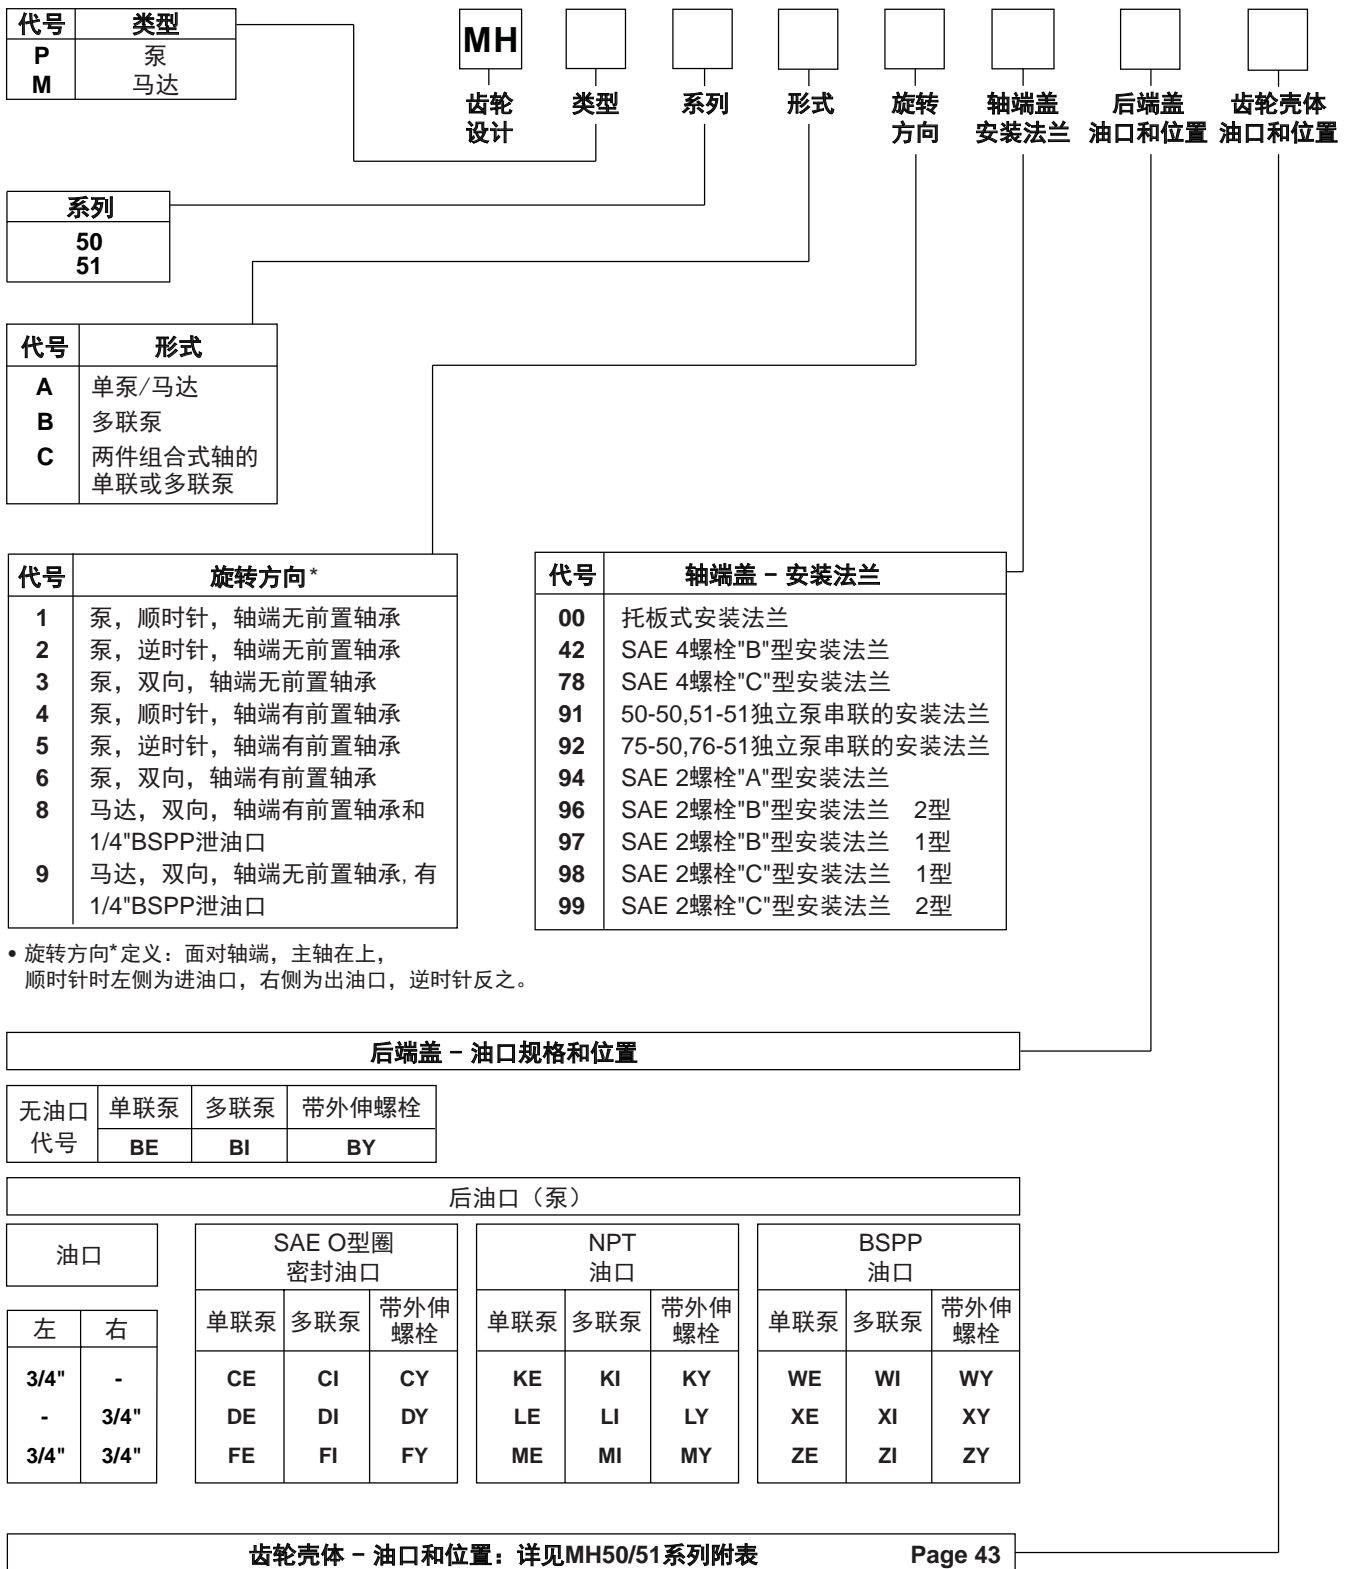 代号 类型
P 泵
M 马达
MH
齿轮设计
类型
系列
形式
旋转方向
轴端盖安装法兰
后端盖油口和位置
齿轮壳体油口和位置
系列
50
51
代号 形式
A 单泵/马达
B 多联泵
C 两件组合式轴的
单联或多联泵
代号 旋转方向*
1 泵，顺时针，轴端无前置轴承
2 泵，逆时针，轴端无前置轴承
3 泵，双向，轴端无前置轴承
4 泵，顺时针，轴端有前置轴承
5 泵，逆时针，轴端有前置轴承
6 泵，双向，轴端有前置轴承
8 马达，双向，轴端有前置轴承和
1/4"BSPP泄油口
9 马达，双向，轴端无前置轴承,有
1/4"BSPP泄油口
代号 轴端盖 – 安装法兰
00 托板式安装法兰
42 SAE 4螺栓"B"型安装法兰
78 SAE 4螺栓"C"型安装法兰
91 50-50,51-51独立泵串联的安装法兰
92 75-50,76-51独立泵串联的安装法兰
94 SAE 2螺栓"A"型安装法兰
96 SAE 2螺栓"B"型安装法兰 2型
97 SAE 2螺栓"B"型安装法兰 1型
98 SAE 2螺栓"C"型安装法兰 1型
99 SAE 2螺栓"C"型安装法兰 2型
• 旋转方向*定义：面对轴端，主轴在上，
顺时针时左侧为进油口，右侧为出油口，逆时针反之。
后端盖 – 油口规格和位置
无油口代号 单联泵 多联泵 带外伸螺栓
BE BI BY
后油口（泵）
油口
SAE O型圈
密封油口
NPT
油口
BSPP
油口
左 右 单联泵 多联泵 带外伸螺栓 单联泵 多联泵 带外伸螺栓 单联泵 多联泵 带外伸螺栓
3/4" - CE CI CY KE KI KY WE WI WY
- 3/4" DE DI DY LE LI LY XE XI XY
3/4" 3/4" FE FI FY ME MI MY ZE ZI ZY
齿轮壳体 – 油口和位置：详见MH50/51系列附表 Page 43